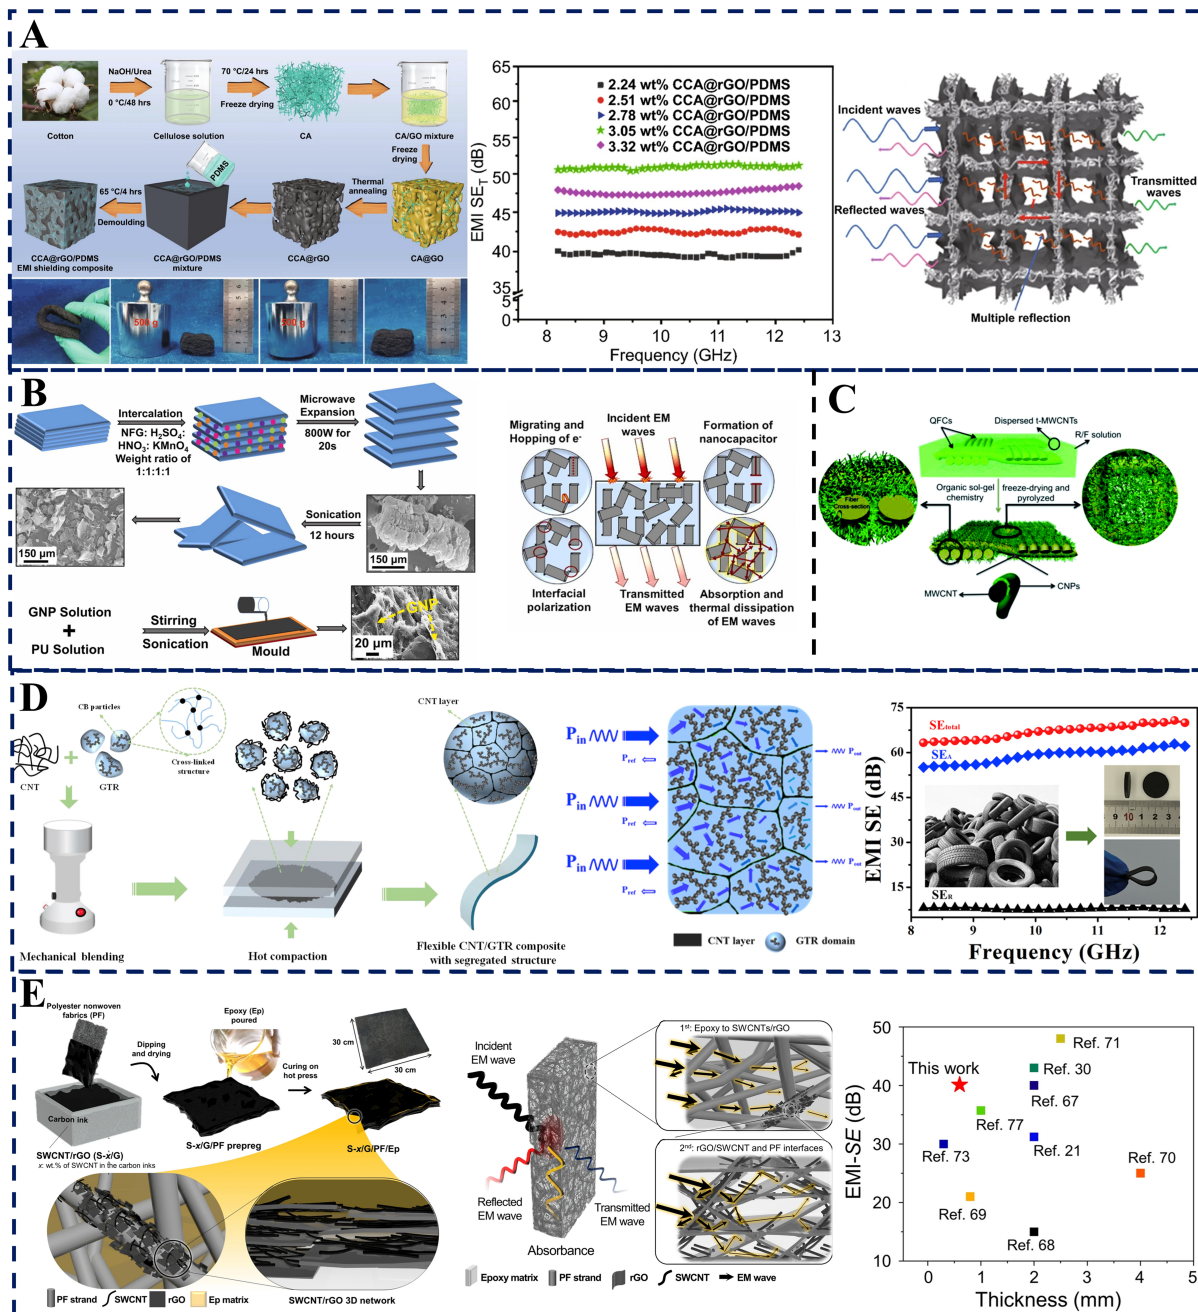 A
NaOH/Urea
0 °C/48 hrs
70 °C/24 hrs
Freeze drying
Cotton
Cellulose solution
CA
CA/GO mixture
Freeze
drying
PDMS
65 °C/4 hrs
Demoulding
Thermal
annealing
CCA@rGO/PDMS
EMI shielding composite
CCA@rGO/PDMS
mixture
CCA@rGO
CA@GO
500 g
200 g
EMI SE_T (dB)
65
60
55
50
45
40
35
5
0
2.24 wt% CCA@rGO/PDMS
2.51 wt% CCA@rGO/PDMS
2.78 wt% CCA@rGO/PDMS
3.05 wt% CCA@rGO/PDMS
3.32 wt% CCA@rGO/PDMS
8 9 10 11 12 13
Frequency (GHz)
Incident waves
Reflected waves
Transmitted
waves
Multiple reflection
B
Intercalation
NFG: H₂SO₄:
HNO₃: KMnO₄
Weight ratio of
1:1:1:1
Microwave
Expansion
800W for
20s
150 μm
Sonication
12 hours
150 μm
GNP Solution
+
PU Solution
Stirring
Sonication
Mould
GNP
20 μm
Migrating and
Hopping of e⁻
Incident EM
waves
Formation of
nanocapacitor
Interfacial
polarization
Transmitted
EM waves
Absorption and
thermal dissipation
of EM waves
C
QFCs
Dispersed t-MWCNTs
R/F solution
Fiber
Cross-section
Organic sol-gel
chemistry
freeze-drying and
pyrolyzed
MWCNT
CNPs
D
CB particles
CNT
GTR
Cross-linked
structure
CNT layer
Mechanical blending
Hot compaction
Flexible CNT/GTR composite
with segregated structure
P_in
P_ref
P_out
P_in
P_ref
P_out
P_in
P_ref
P_out
CNT layer
GTR domain
EMI SE (dB)
75
60
45
30
15
SE_total
SE_A
SE_R
9 10 1 2 3
8 9 10 11 12
Frequency (GHz)
E
Polyester nonwoven
fabrics (PF)
Dipping and
drying
Carbon ink
SWCNT/rGO (S-x/G)
x: wt.% of SWCNT in the carbon inks
Epoxy (Ep)
poured
S-x/G/PF prepreg
Curing on
hot press
30 cm
30 cm
S-x/G/PF/Ep
PF strand
SWCNT
rGO
Ep matrix
SWCNT/rGO 3D network
Incident
EM wave
Reflected
EM wave
Transmitted
EM wave
Absorbance
1st: Epoxy to SWCNTs/rGO
2nd: rGO/SWCNT and PF interfaces
Epoxy matrix
PF strand
rGO
SWCNT
EM wave
EMI-SE (dB)
50
40
30
20
10
This work
Ref. 71
Ref. 30
Ref. 67
Ref. 77
Ref. 73
Ref. 21
Ref. 70
Ref. 69
Ref. 68
0 1 2 3 4 5
Thickness (mm)